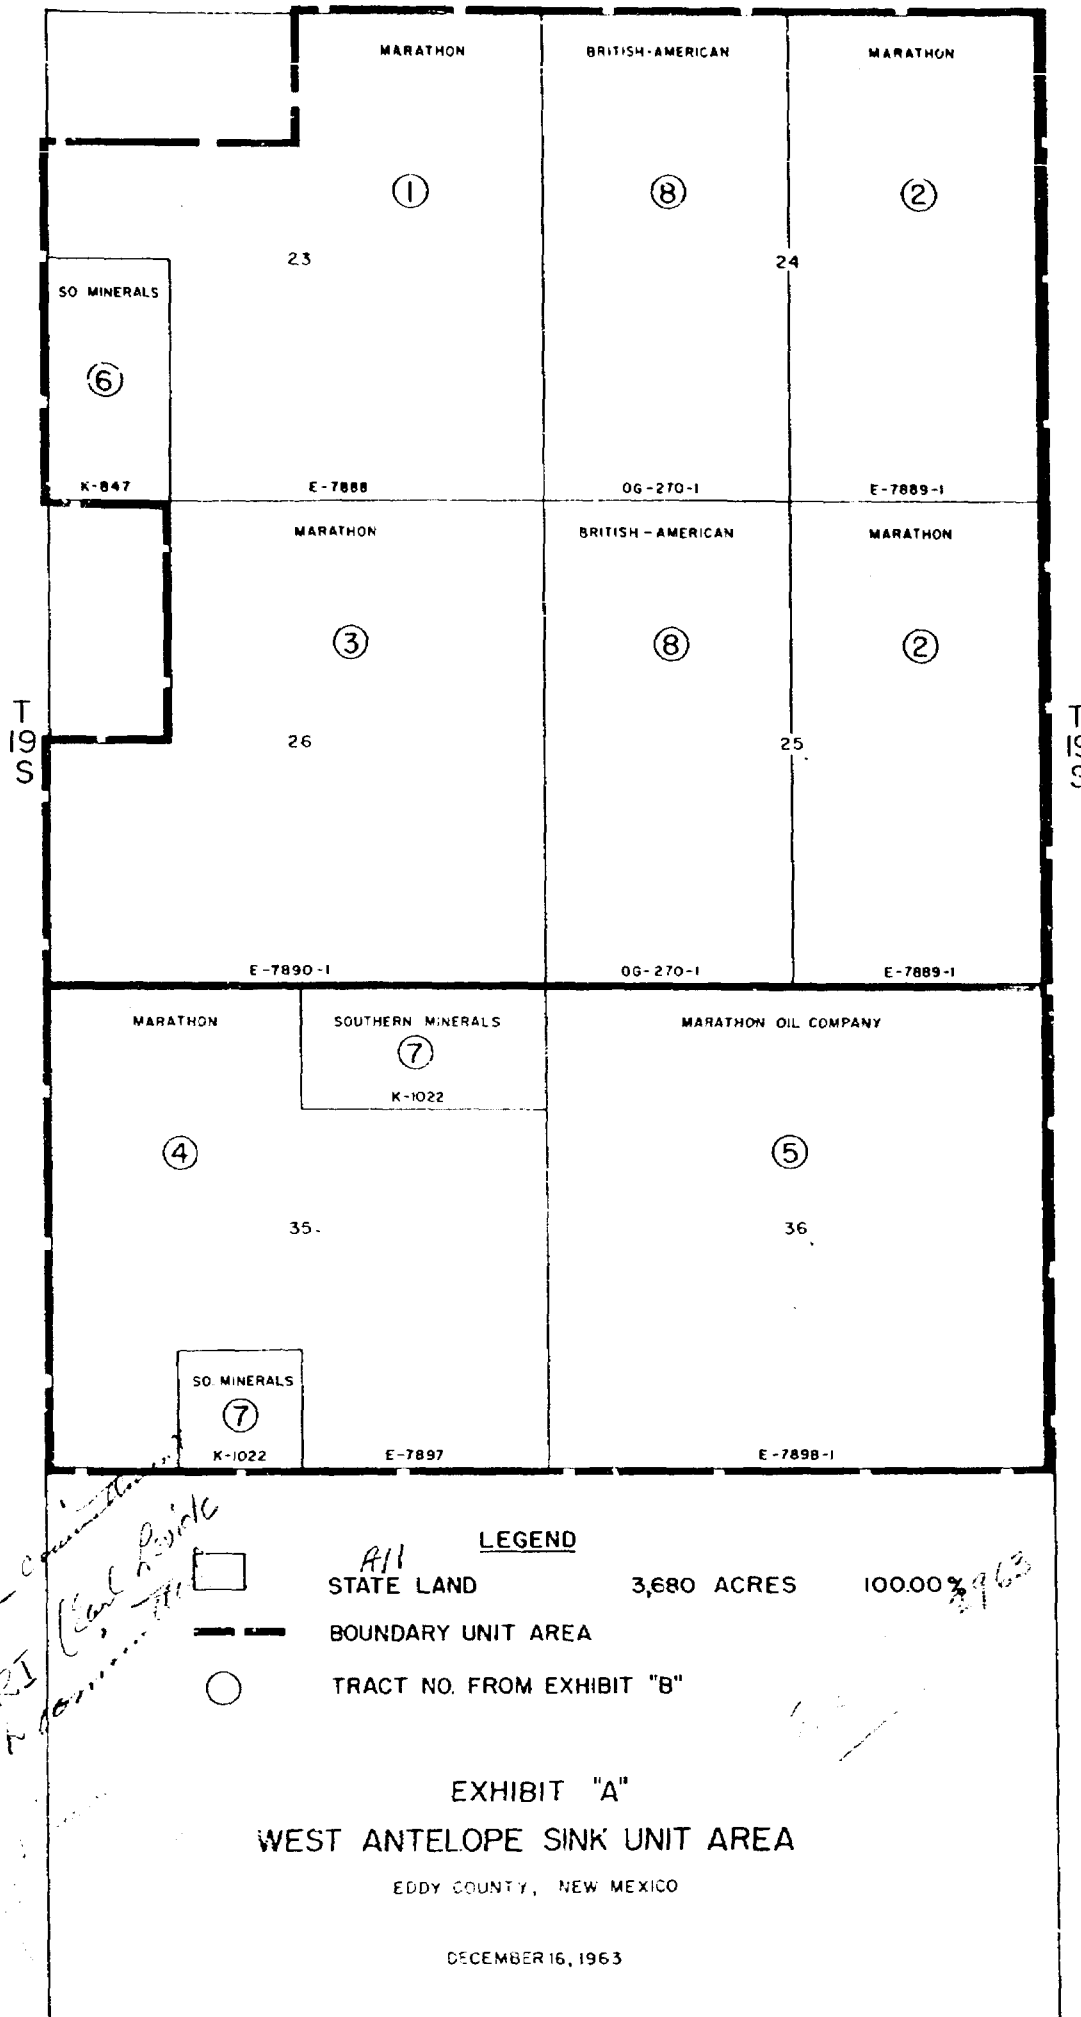 MARATHON BRITISH-AMERICAN MARATHON
1 8 2
23 24
SO MINERALS
6
K-847 E-7888 OG-270-1 E-7889-1
MARATHON BRITISH-AMERICAN MARATHON
3 8 2
T
19
S
T
19
S
26 25
E-7890-1 OG-270-1 E-7889-1
MARATHON SOUTHERN MINERALS MARATHON OIL COMPANY
7
K-1022
4 5
35 36
SO. MINERALS
7
K-1022 E-7897 E-7898-1
LEGEND
All
STATE LAND 3,680 ACRES 100.00%
BOUNDARY UNIT AREA
TRACT NO. FROM EXHIBIT "B"
EXHIBIT "A"
WEST ANTELOPE SINK UNIT AREA
EDDY COUNTY, NEW MEXICO
DECEMBER 16, 1963